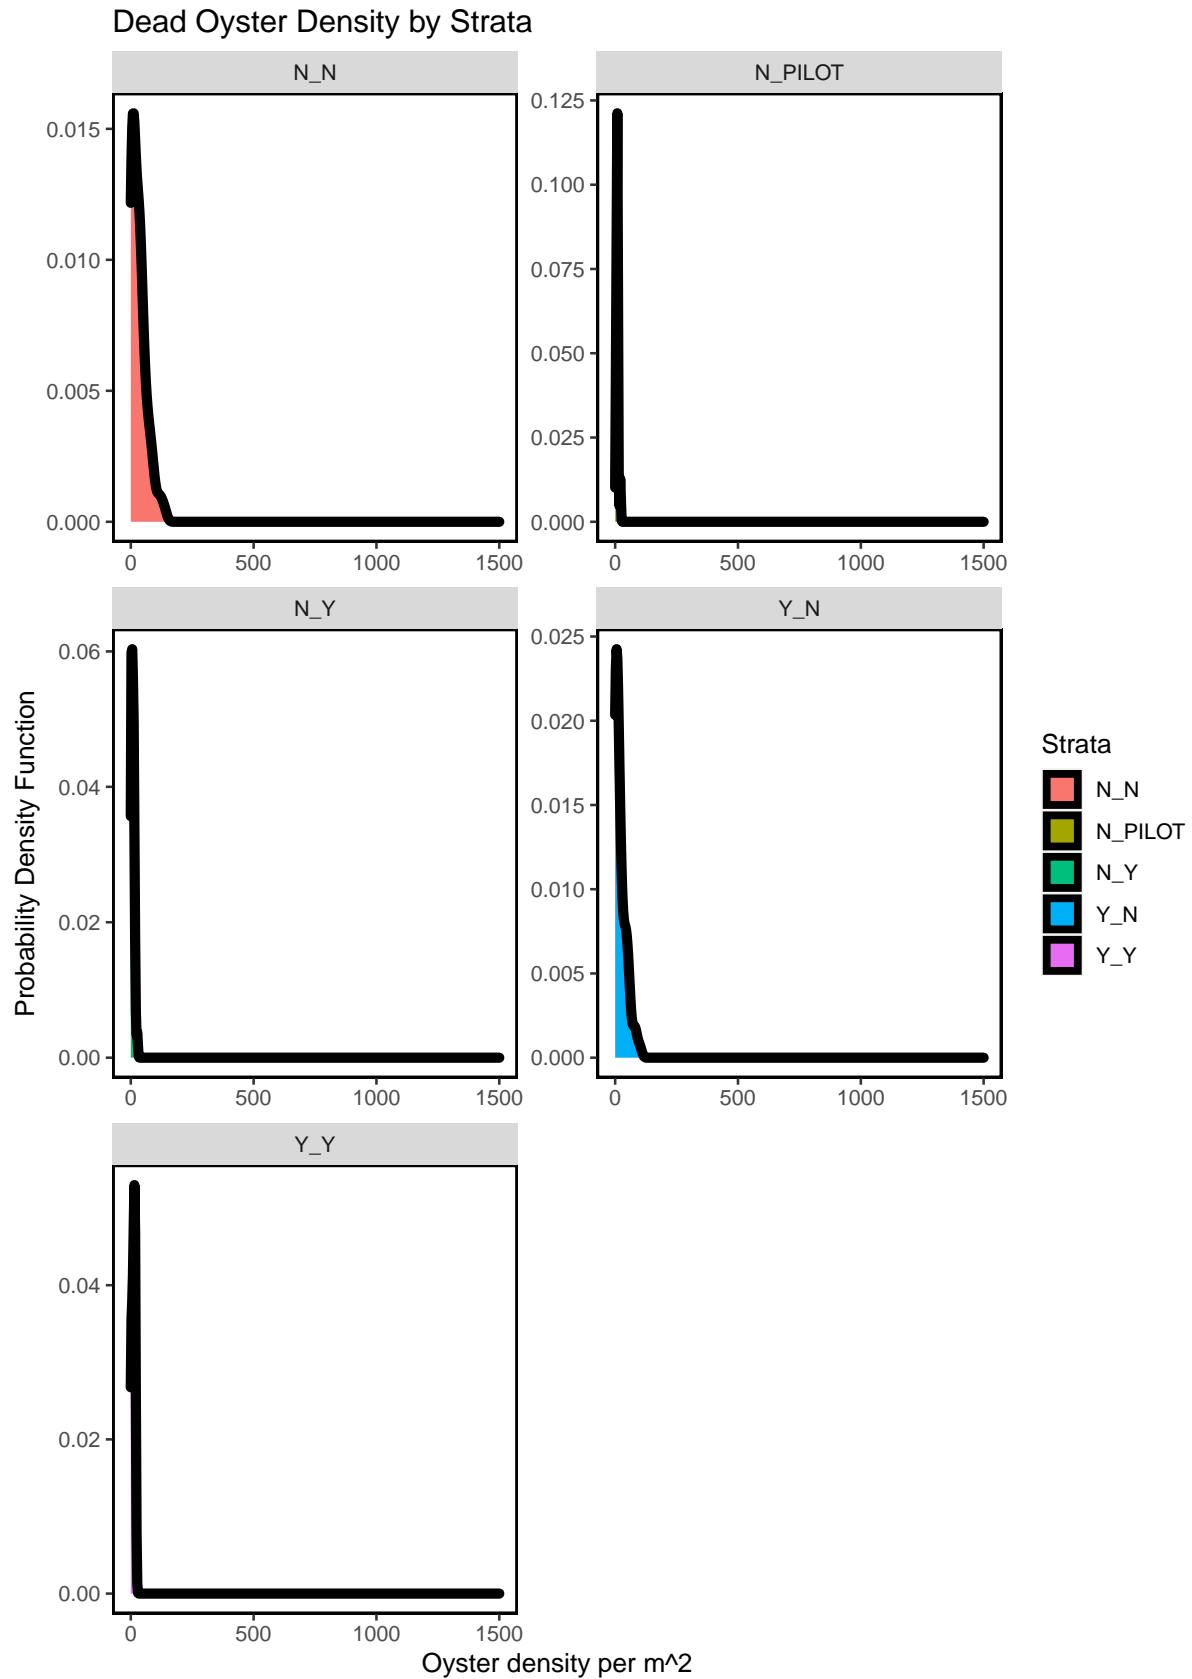 Dead Oyster Density by Strata
N_N
N_PILOT
0.015
0.010
0.005
0.000
0.125
0.100
0.075
0.050
0.025
0.000
0 500 1000 1500
0 500 1000 1500
N_Y
Y_N
0.06
0.04
0.02
0.00
0.025
0.020
0.015
0.010
0.005
0.000
0 500 1000 1500
0 500 1000 1500
Y_Y
0.04
0.02
0.00
0 500 1000 1500
Probability Density Function
Oyster density per m^2
Strata
N_N
N_PILOT
N_Y
Y_N
Y_Y